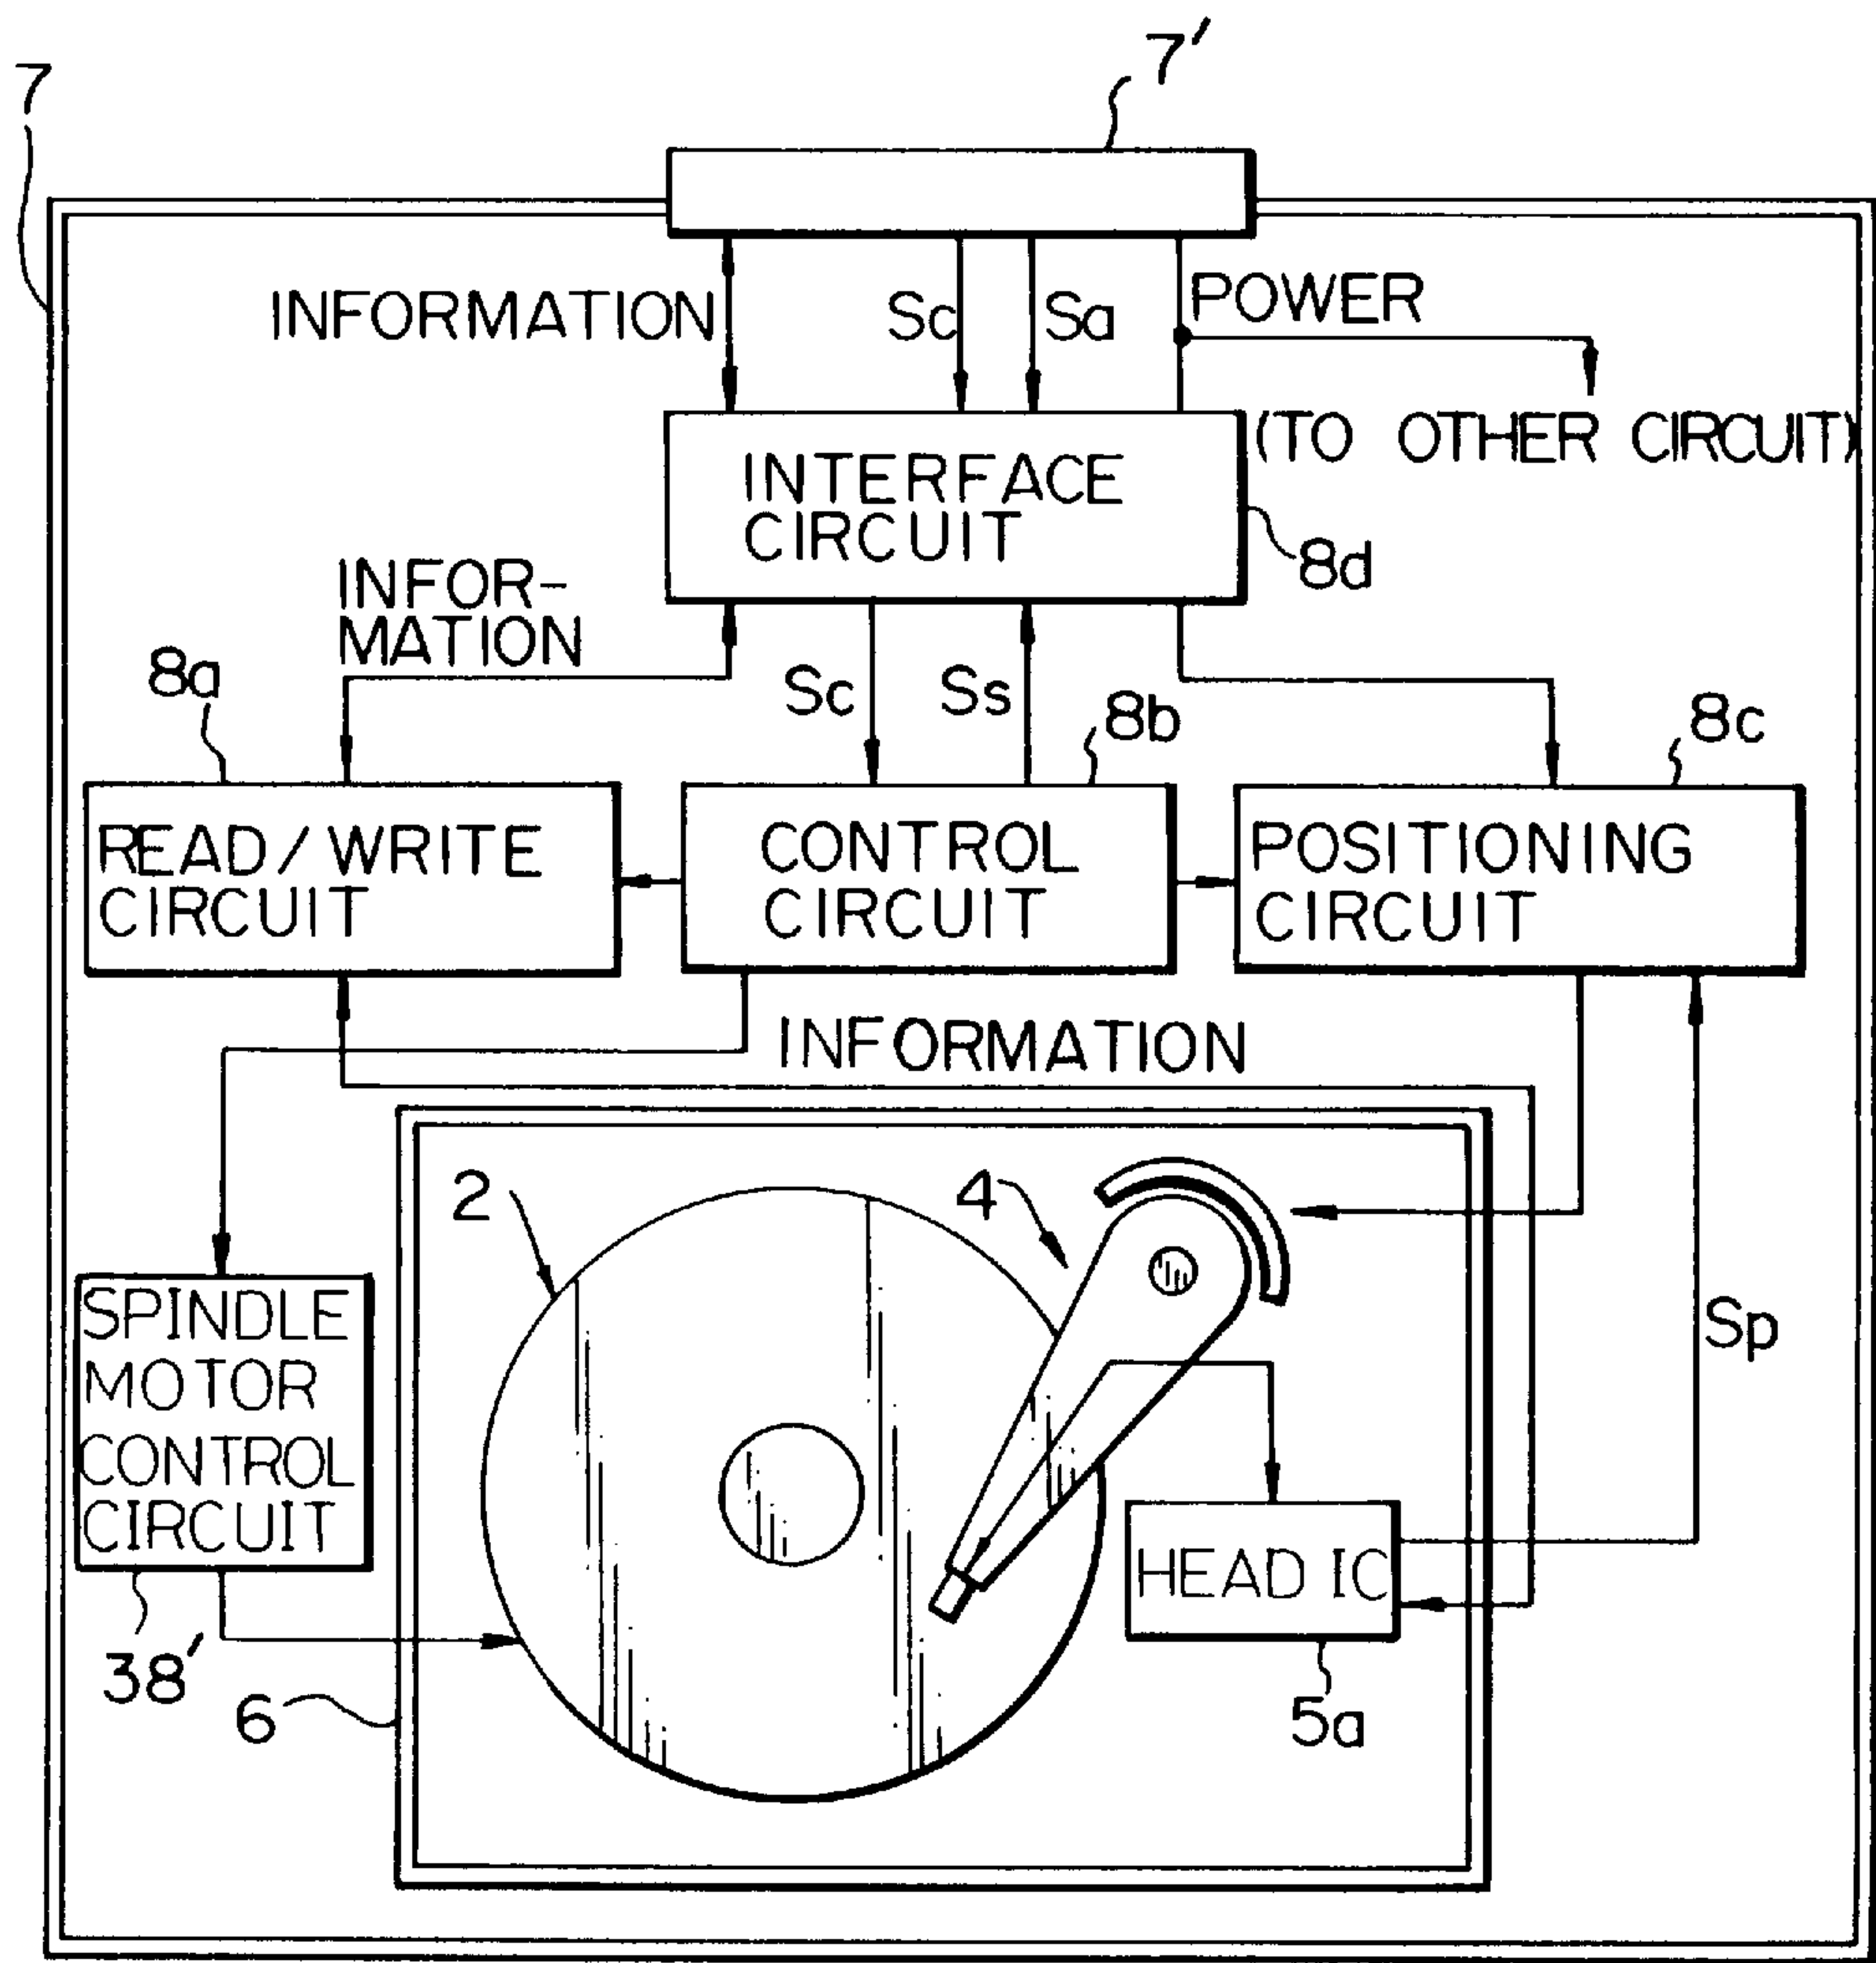 7'
7
INFORMATION
Sc
Sa
POWER
(TO OTHER CIRCUIT)
INTERFACE
CIRCUIT
8d
INFOR-
MATION
8a
Sc
Ss
8b
8c
READ/WRITE
CIRCUIT
CONTROL
CIRCUIT
POSITIONING
CIRCUIT
INFORMATION
2
4
SPINDLE
MOTOR
CONTROL
CIRCUIT
Sp
HEAD IC
38'
6
5a